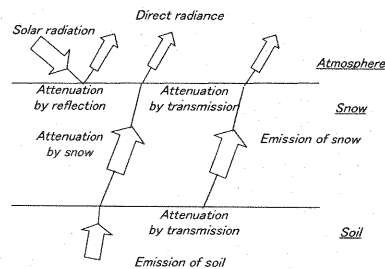 Direct radiance
Solar radiation
Atmosphere
Attenuation
by reflection
Attenuation
by transmission
Snow
Attenuation
by snow
Emission of snow
Attenuation
by transmission
Soil
Emission of soil